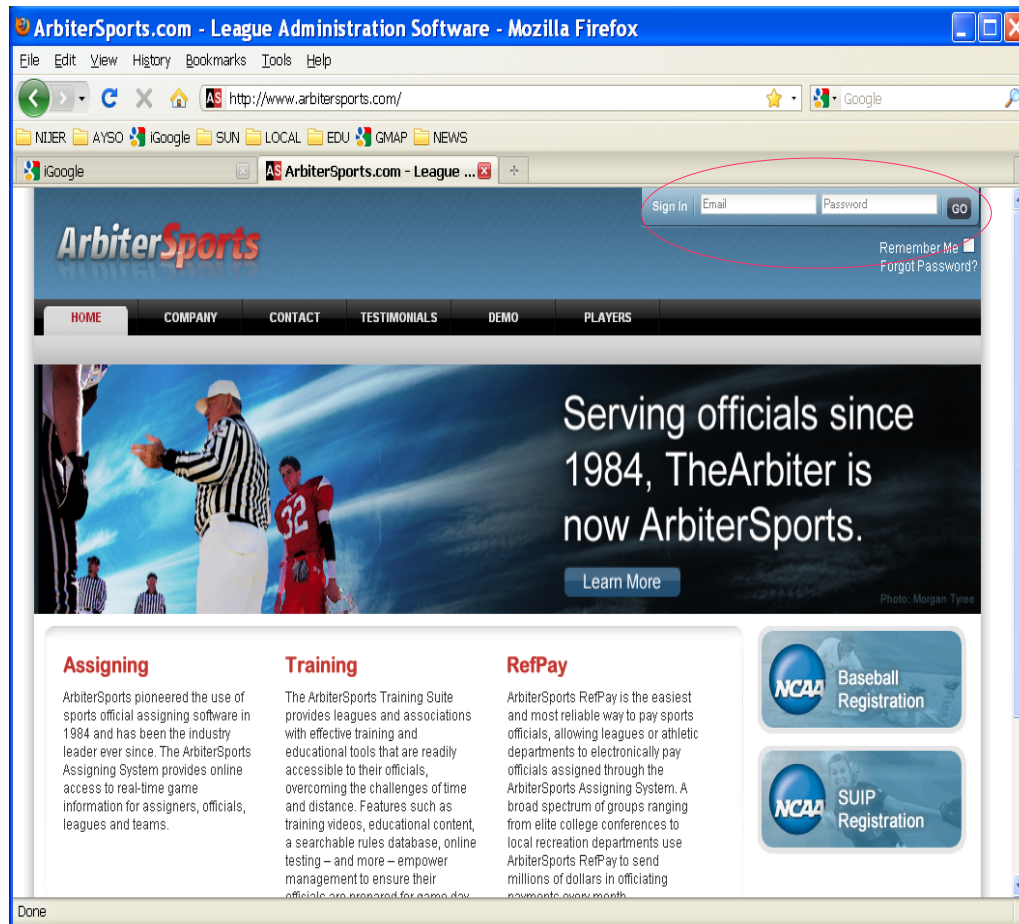 ArbiterSports.com - League Administration Software - Mozilla Firefox
File Edit View History Bookmarks Tools Help
http://www.arbitersports.com/
Google
NIJER AYSO iGoogle SUN LOCAL EDU GMAP NEWS
iGoogle
AS ArbiterSports.com - League ...
Sign In Email Password GO
ArbiterSports
Remember Me
Forgot Password?
HOME COMPANY CONTACT TESTIMONIALS DEMO PLAYERS
32
Serving officials since
1984, TheArbiter is
now ArbiterSports.
Learn More
Photo: Morgan Tyree
Assigning
ArbiterSports pioneered the use of
sports official assigning software in
1984 and has been the industry
leader ever since. The ArbiterSports
Assigning System provides online
access to real-time game
information for assigners, officials,
leagues and teams.
Training
The ArbiterSports Training Suite
provides leagues and associations
with effective training and
educational tools that are readily
accessible to their officials,
overcoming the challenges of time
and distance. Features such as
training videos, educational content,
a searchable rules database, online
testing – and more – empower
management to ensure their
officials are prepared for game day
RefPay
ArbiterSports RefPay is the easiest
and most reliable way to pay sports
officials, allowing leagues or athletic
departments to electronically pay
officials assigned through the
ArbiterSports Assigning System. A
broad spectrum of groups ranging
from elite college conferences to
local recreation departments use
ArbiterSports RefPay to send
millions of dollars in officiating
payments every month
NCAA Baseball
Registration
NCAA SUIP
Registration
Done